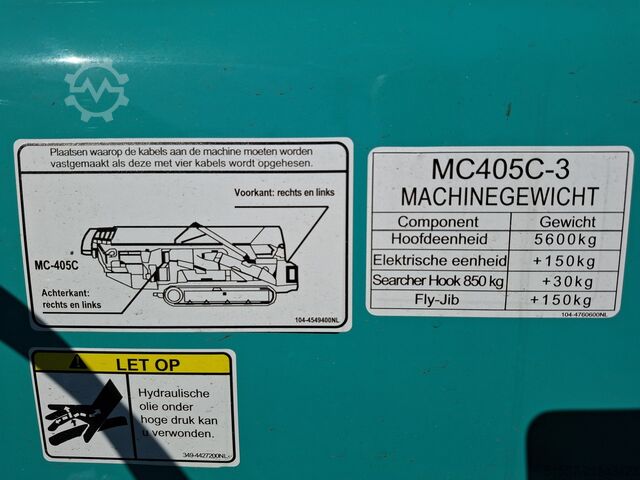 Plaatsen waarop de kabels aan de machine moeten worden
vastgemaakt als deze met vier kabels wordt opgehesen.
Voorkant: rechts en links
MC-405C
Achterkant:
rechts en links
104-4549400NL
MC405C-3
MACHINEGEWICHT
Component Gewicht
Hoofdeenheid 5600kg
Elektrische eenheid +150kg
Searcher Hook 850 kg +30kg
Fly-Jib +150kg
104-4760600NL
LET OP
Hydraulische
olie onder
hoge druk kan
u verwonden.
349-4427200NL